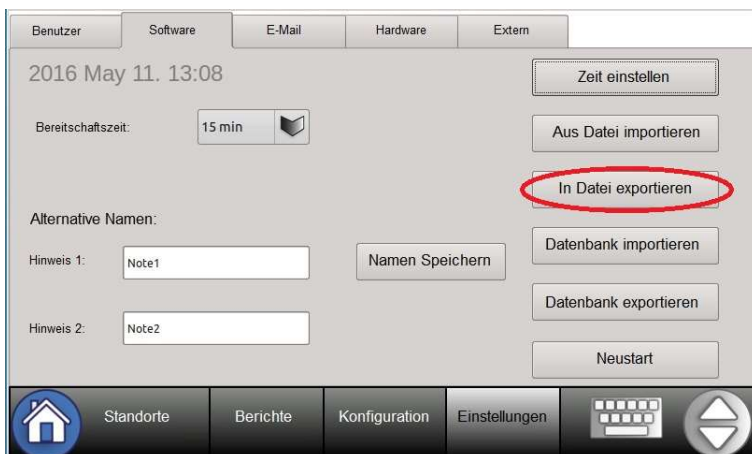 Benutzer Software E-Mail Hardware Extern
2016 May 11. 13:08
Zeit einstellen
Bereitschaftszeit: 15 min
Aus Datei importieren
In Datei exportieren
Alternative Namen:
Datenbank importieren
Hinweis 1: Note1 Namen Speichern
Datenbank exportieren
Hinweis 2: Note2
Neustart
Standorte Berichte Konfiguration Einstellungen